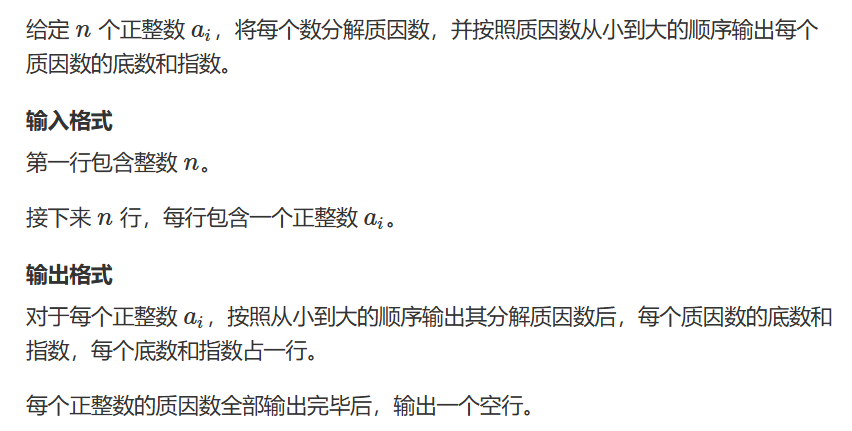 给定 n 个正整数 aᵢ，将每个数分解质因数，并按照质因数从小到大的顺序输出每个
质因数的底数和指数。
输入格式
第一行包含整数 n。
接下来 n 行，每行包含一个正整数 aᵢ。
输出格式
对于每个正整数 aᵢ，按照从小到大的顺序输出其分解质因数后，每个质因数的底数和
指数，每个底数和指数占一行。
每个正整数的质因数全部输出完毕后，输出一个空行。